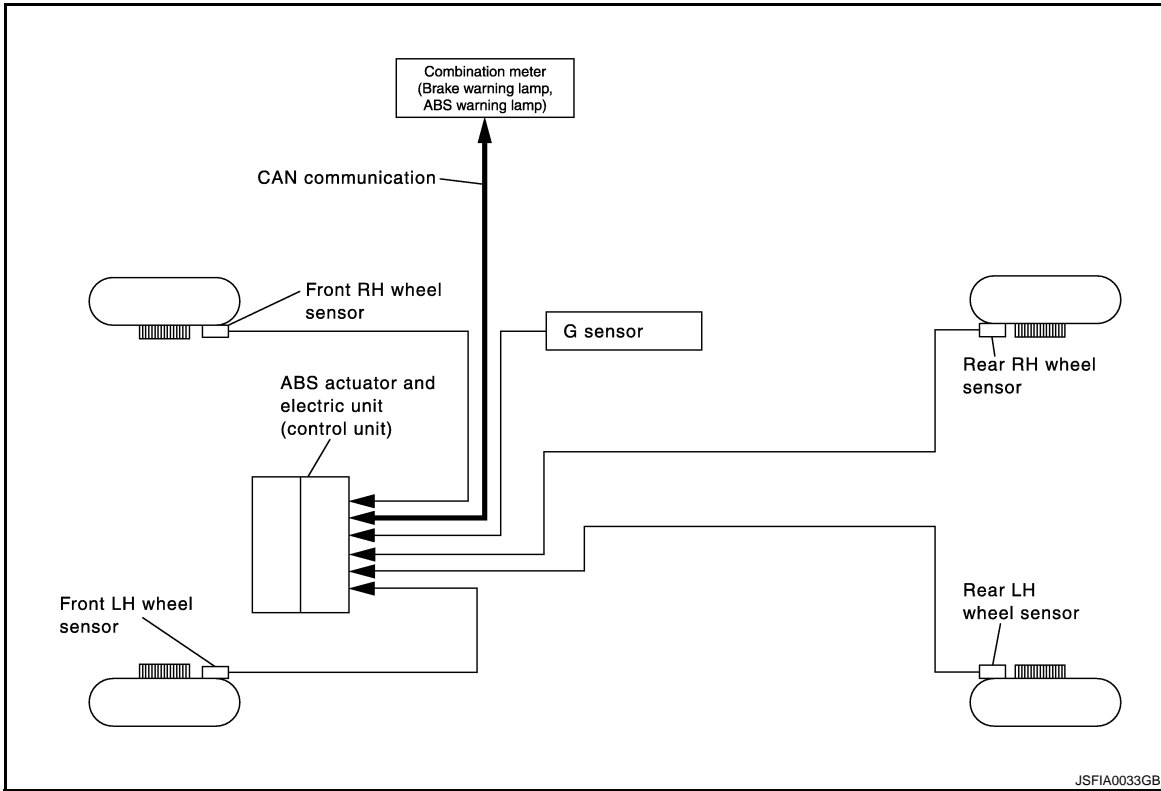 Combination meter
(Brake warning lamp,
ABS warning lamp)
CAN communication
Front RH wheel
sensor
G sensor
Rear RH wheel
sensor
ABS actuator and
electric unit
(control unit)
Front LH wheel
sensor
Rear LH
wheel sensor
JSFIA0033GB